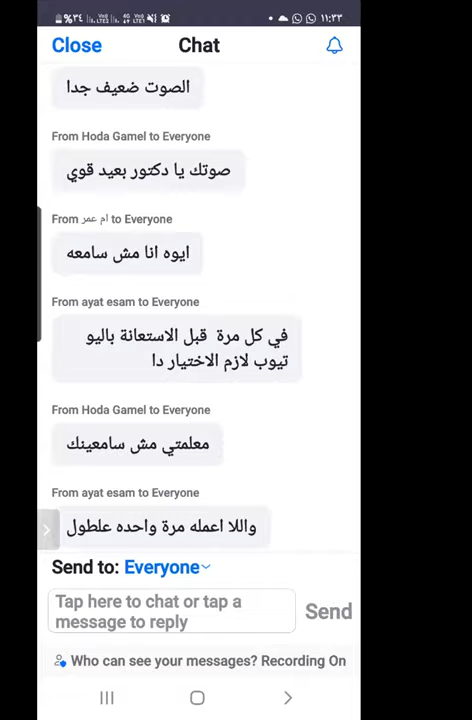 ١١:٣٣
%٣٤
Close
Chat
الصوت ضعيف جدا
From Hoda Gamel to Everyone
صوتك يا دكتور بعيد قوي
From ام عمر to Everyone
ايوه انا مش سامعه
From ayat esam to Everyone
في كل مرة قبل الاستعانة باليو
تيوب لازم الاختيار دا
From Hoda Gamel to Everyone
معلمتي مش سامعينك
From ayat esam to Everyone
واللا اعمله مرة واحده علطول
Send to: Everyone
Tap here to chat or tap a
message to reply
Send
Who can see your messages? Recording On